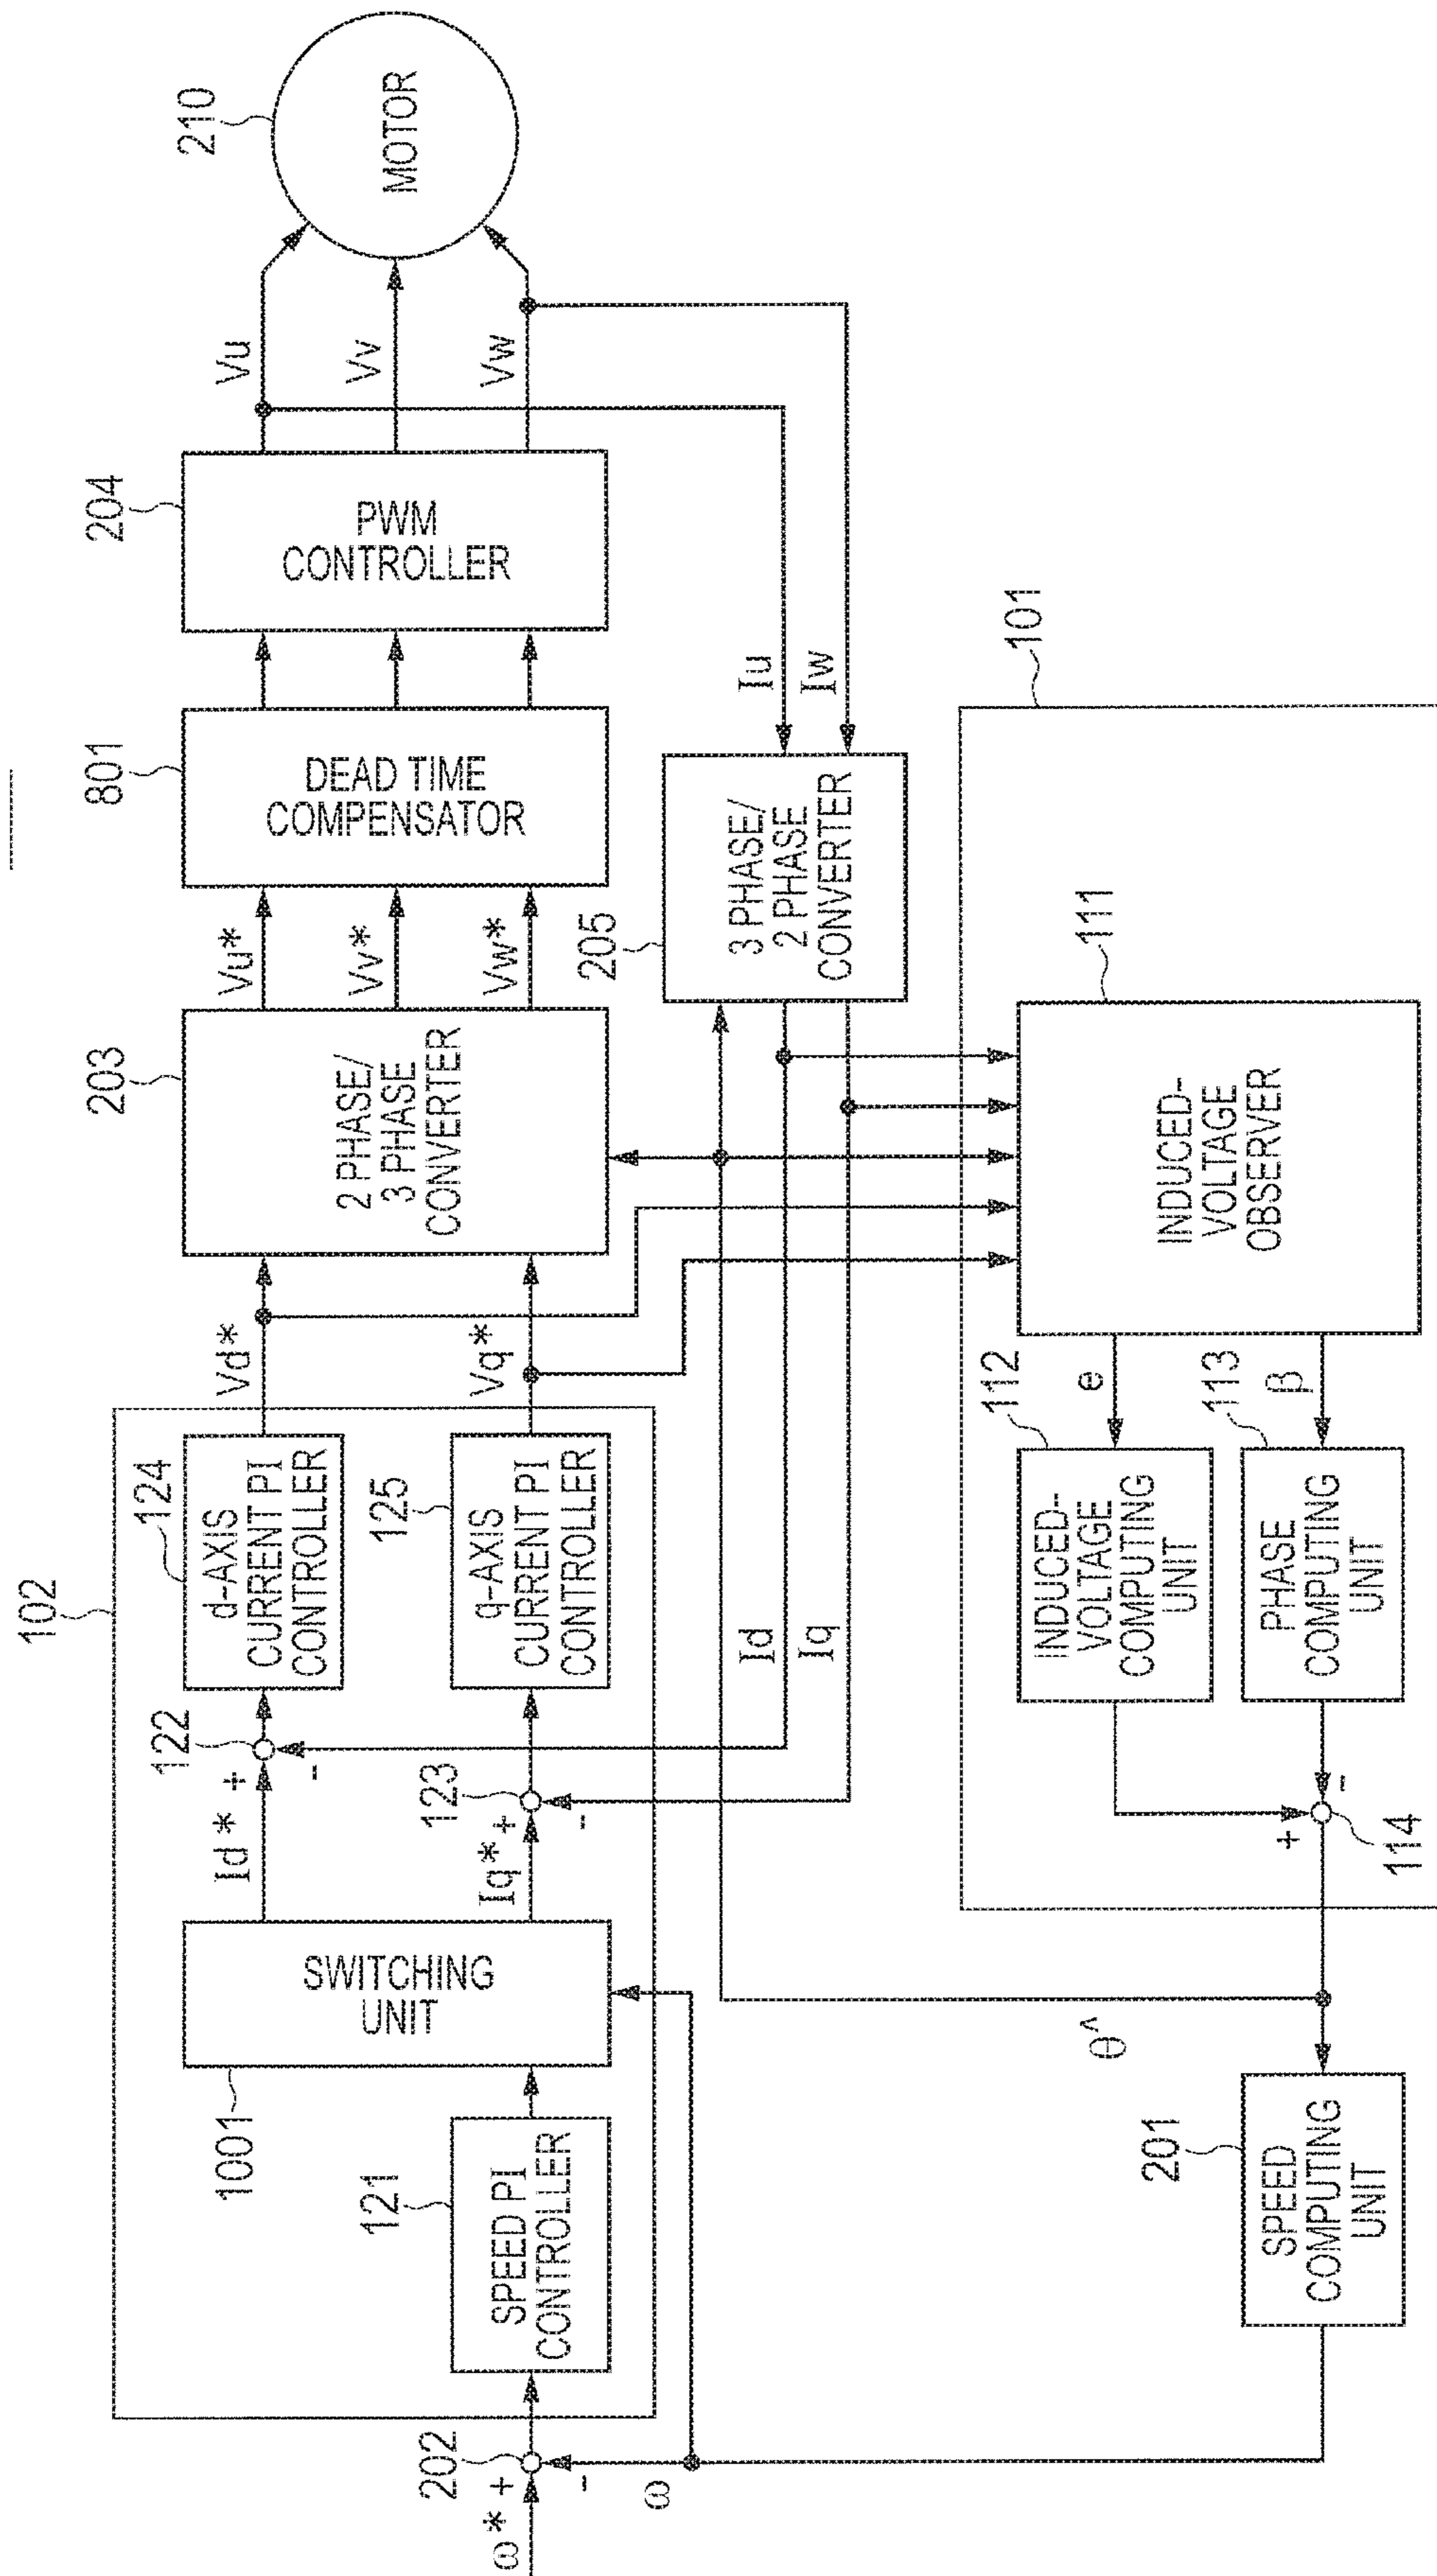 102
124
d-AXIS
CURRENT PI
CONTROLLER
125
q-AXIS
CURRENT PI
CONTROLLER
122
123
+
-
+
-
Id*
Iq*
SWITCHING
UNIT
1001
121
SPEED PI
CONTROLLER
202
ω*
+
-
ω
Vd*
Vq*
203
2 PHASE/
3 PHASE
CONVERTER
Vu*
Vv*
Vw*
801
DEAD TIME
COMPENSATOR
204
PWM
CONTROLLER
Vu
Vv
Vw
210
MOTOR
Iu
Iw
205
3 PHASE/
2 PHASE
CONVERTER
Id
Iq
101
111
INDUCED-
VOLTAGE
OBSERVER
e
β
112
INDUCED-
VOLTAGE
COMPUTING
UNIT
113
PHASE
COMPUTING
UNIT
+
-
114
θ^
201
SPEED
COMPUTING
UNIT